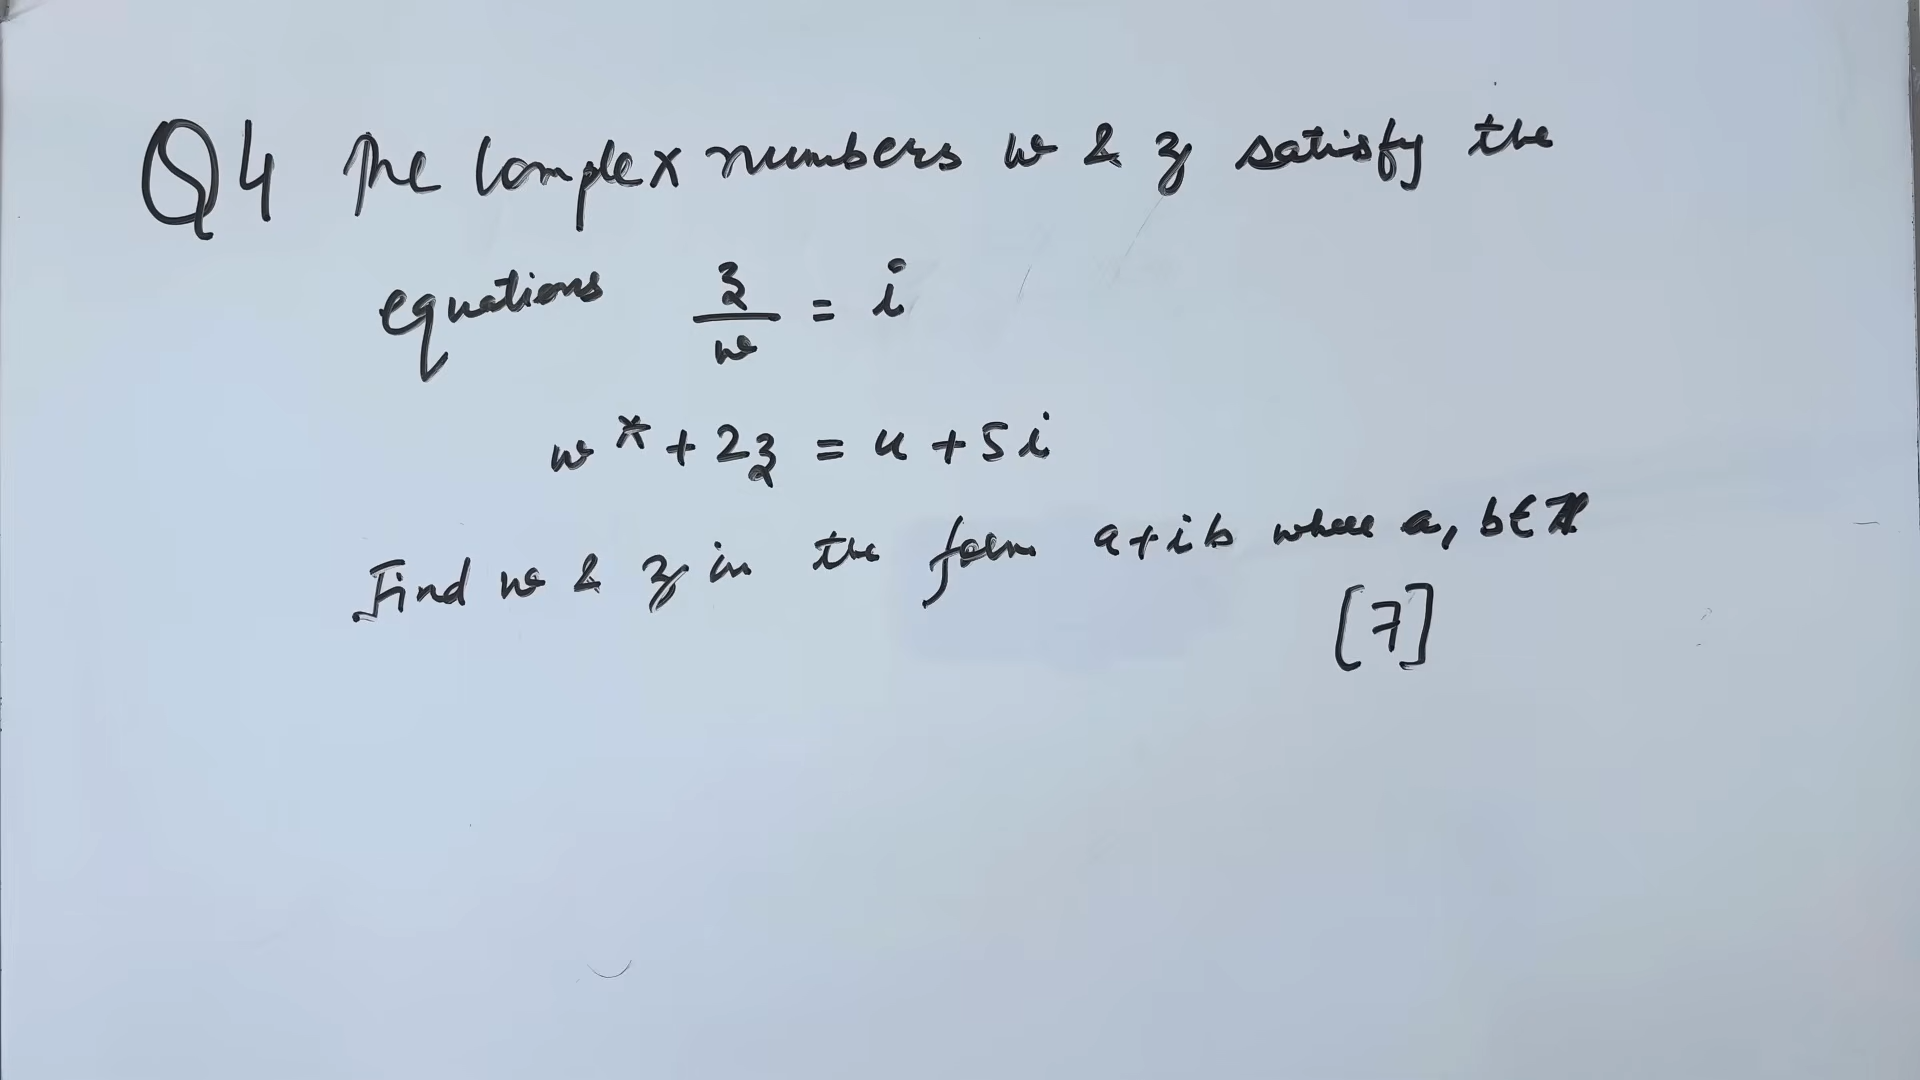 Q4 The complex numbers w & z satisfy the
equations z/w = i
w* + 2z = 4 + 5i
Find w & z in the form a+ib where a, b∈ℤ
[7]